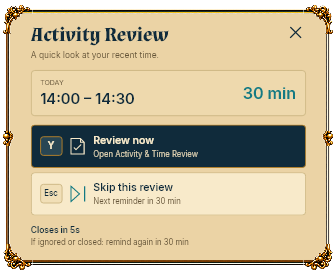 Activity Review
A quick look at your recent time.
TODAY
14:00 – 14:30
30 min
Y
Review now
Open Activity & Time Review
Esc
Skip this review
Next reminder in 30 min
Closes in 5s
If ignored or closed: remind again in 30 min